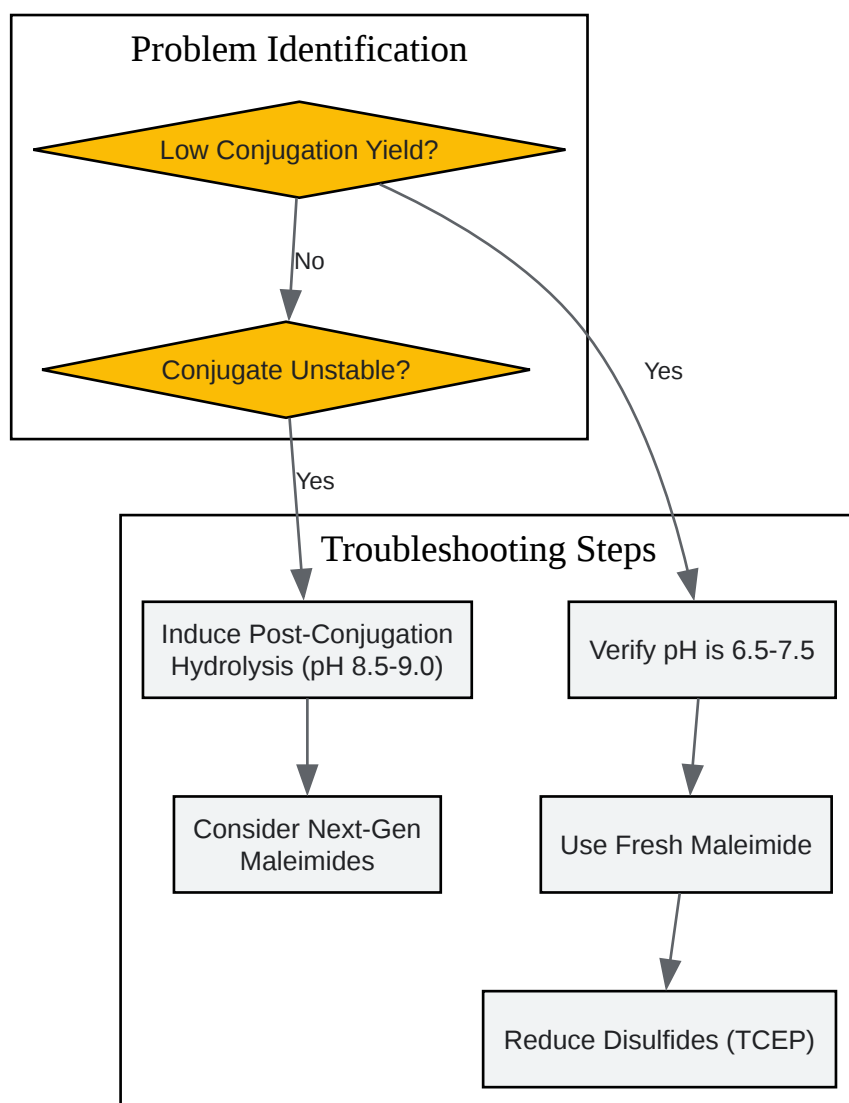 Problem Identification
Low Conjugation Yield?
No
Conjugate Unstable?
Yes
Yes
Troubleshooting Steps
Induce Post-Conjugation
Hydrolysis (pH 8.5-9.0)
Verify pH is 6.5-7.5
Consider Next-Gen
Maleimides
Use Fresh Maleimide
Reduce Disulfides (TCEP)